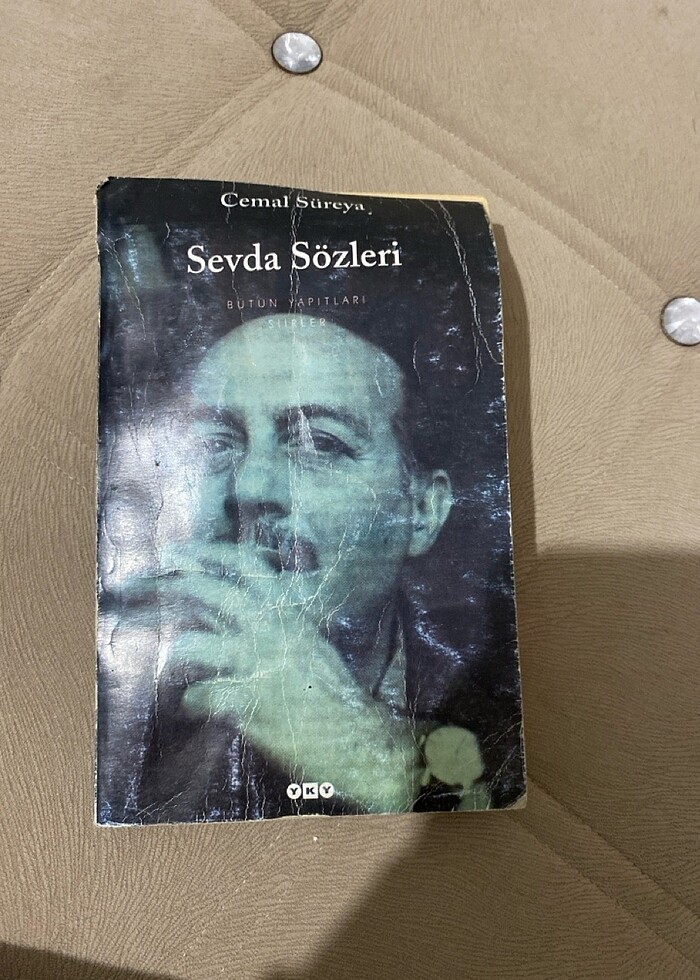 Cemal Süreya
Sevda Sözleri
BÜTÜN YAPITLARI
ŞİİRLER
YKY